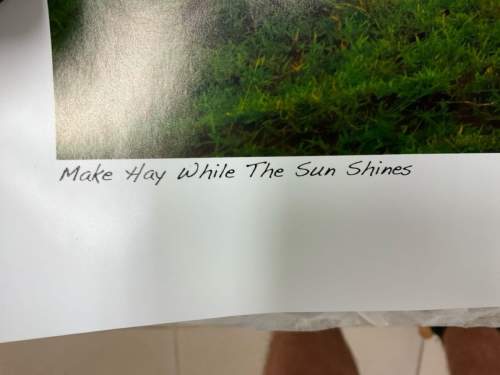 Make Hay While The Sun Shines